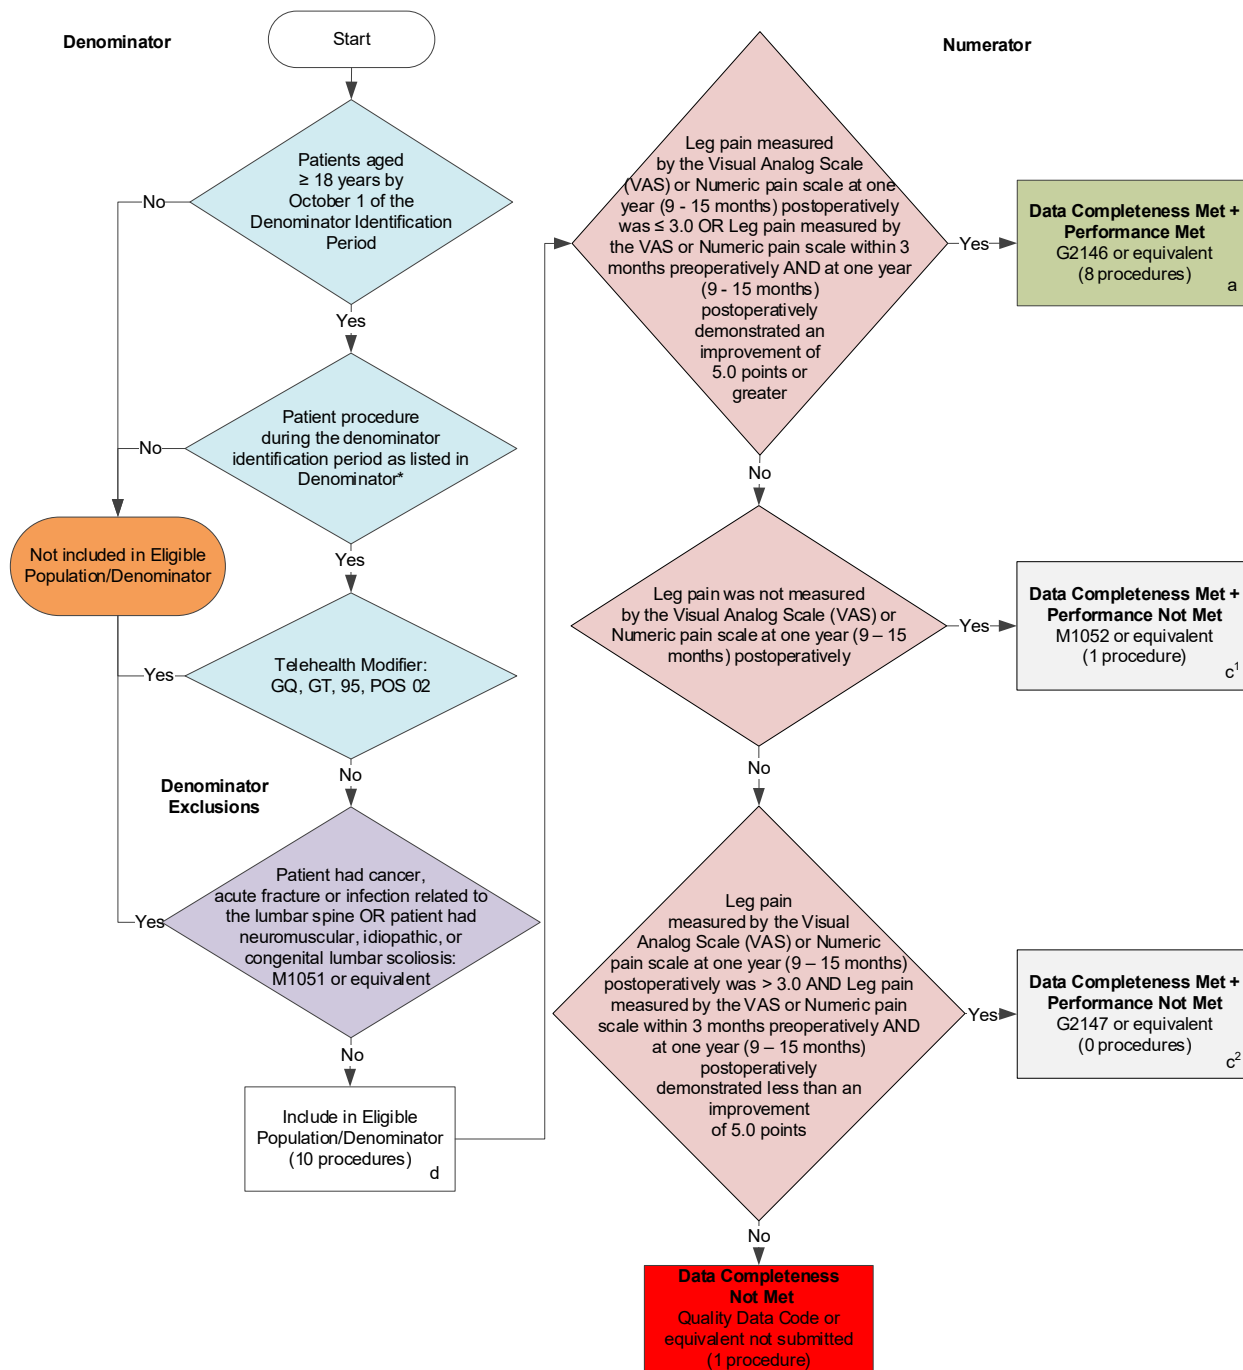 Denominator
Start
Numerator
Patients aged
≥ 18 years by
October 1 of the
Denominator Identification
Period
No
Yes
Patient procedure
during the denominator
identification period as listed in
Denominator*
No
Yes
Not included in Eligible
Population/Denominator
Telehealth Modifier:
GQ, GT, 95, POS 02
Yes
No
Denominator
Exclusions
Patient had cancer,
acute fracture or infection related to
the lumbar spine OR patient had
neuromuscular, idiopathic, or
congenital lumbar scoliosis:
M1051 or equivalent
Yes
No
Include in Eligible
Population/Denominator
(10 procedures)
d
Leg pain measured
by the Visual Analog Scale
(VAS) or Numeric pain scale at one
year (9 - 15 months) postoperatively
was ≤ 3.0 OR Leg pain measured by
the VAS or Numeric pain scale within 3
months preoperatively AND at one year
(9 - 15 months)
postoperatively
demonstrated an
improvement of
5.0 points or
greater
Yes
Data Completeness Met +
Performance Met
G2146 or equivalent
(8 procedures)
a
No
Leg pain was not measured
by the Visual Analog Scale (VAS) or
Numeric pain scale at one year (9 – 15
months) postoperatively
Yes
Data Completeness Met +
Performance Not Met
M1052 or equivalent
(1 procedure)
c1
No
Leg pain
measured by the Visual
Analog Scale (VAS) or Numeric
pain scale at one year (9 – 15 months)
postoperatively was > 3.0 AND Leg pain
measured by the VAS or Numeric pain
scale within 3 months preoperatively AND
at one year (9 – 15 months)
postoperatively
demonstrated less than an
improvement
of 5.0 points
Yes
Data Completeness Met +
Performance Not Met
G2147 or equivalent
(0 procedures)
c2
No
Data Completeness
Not Met
Quality Data Code or
equivalent not submitted
(1 procedure)